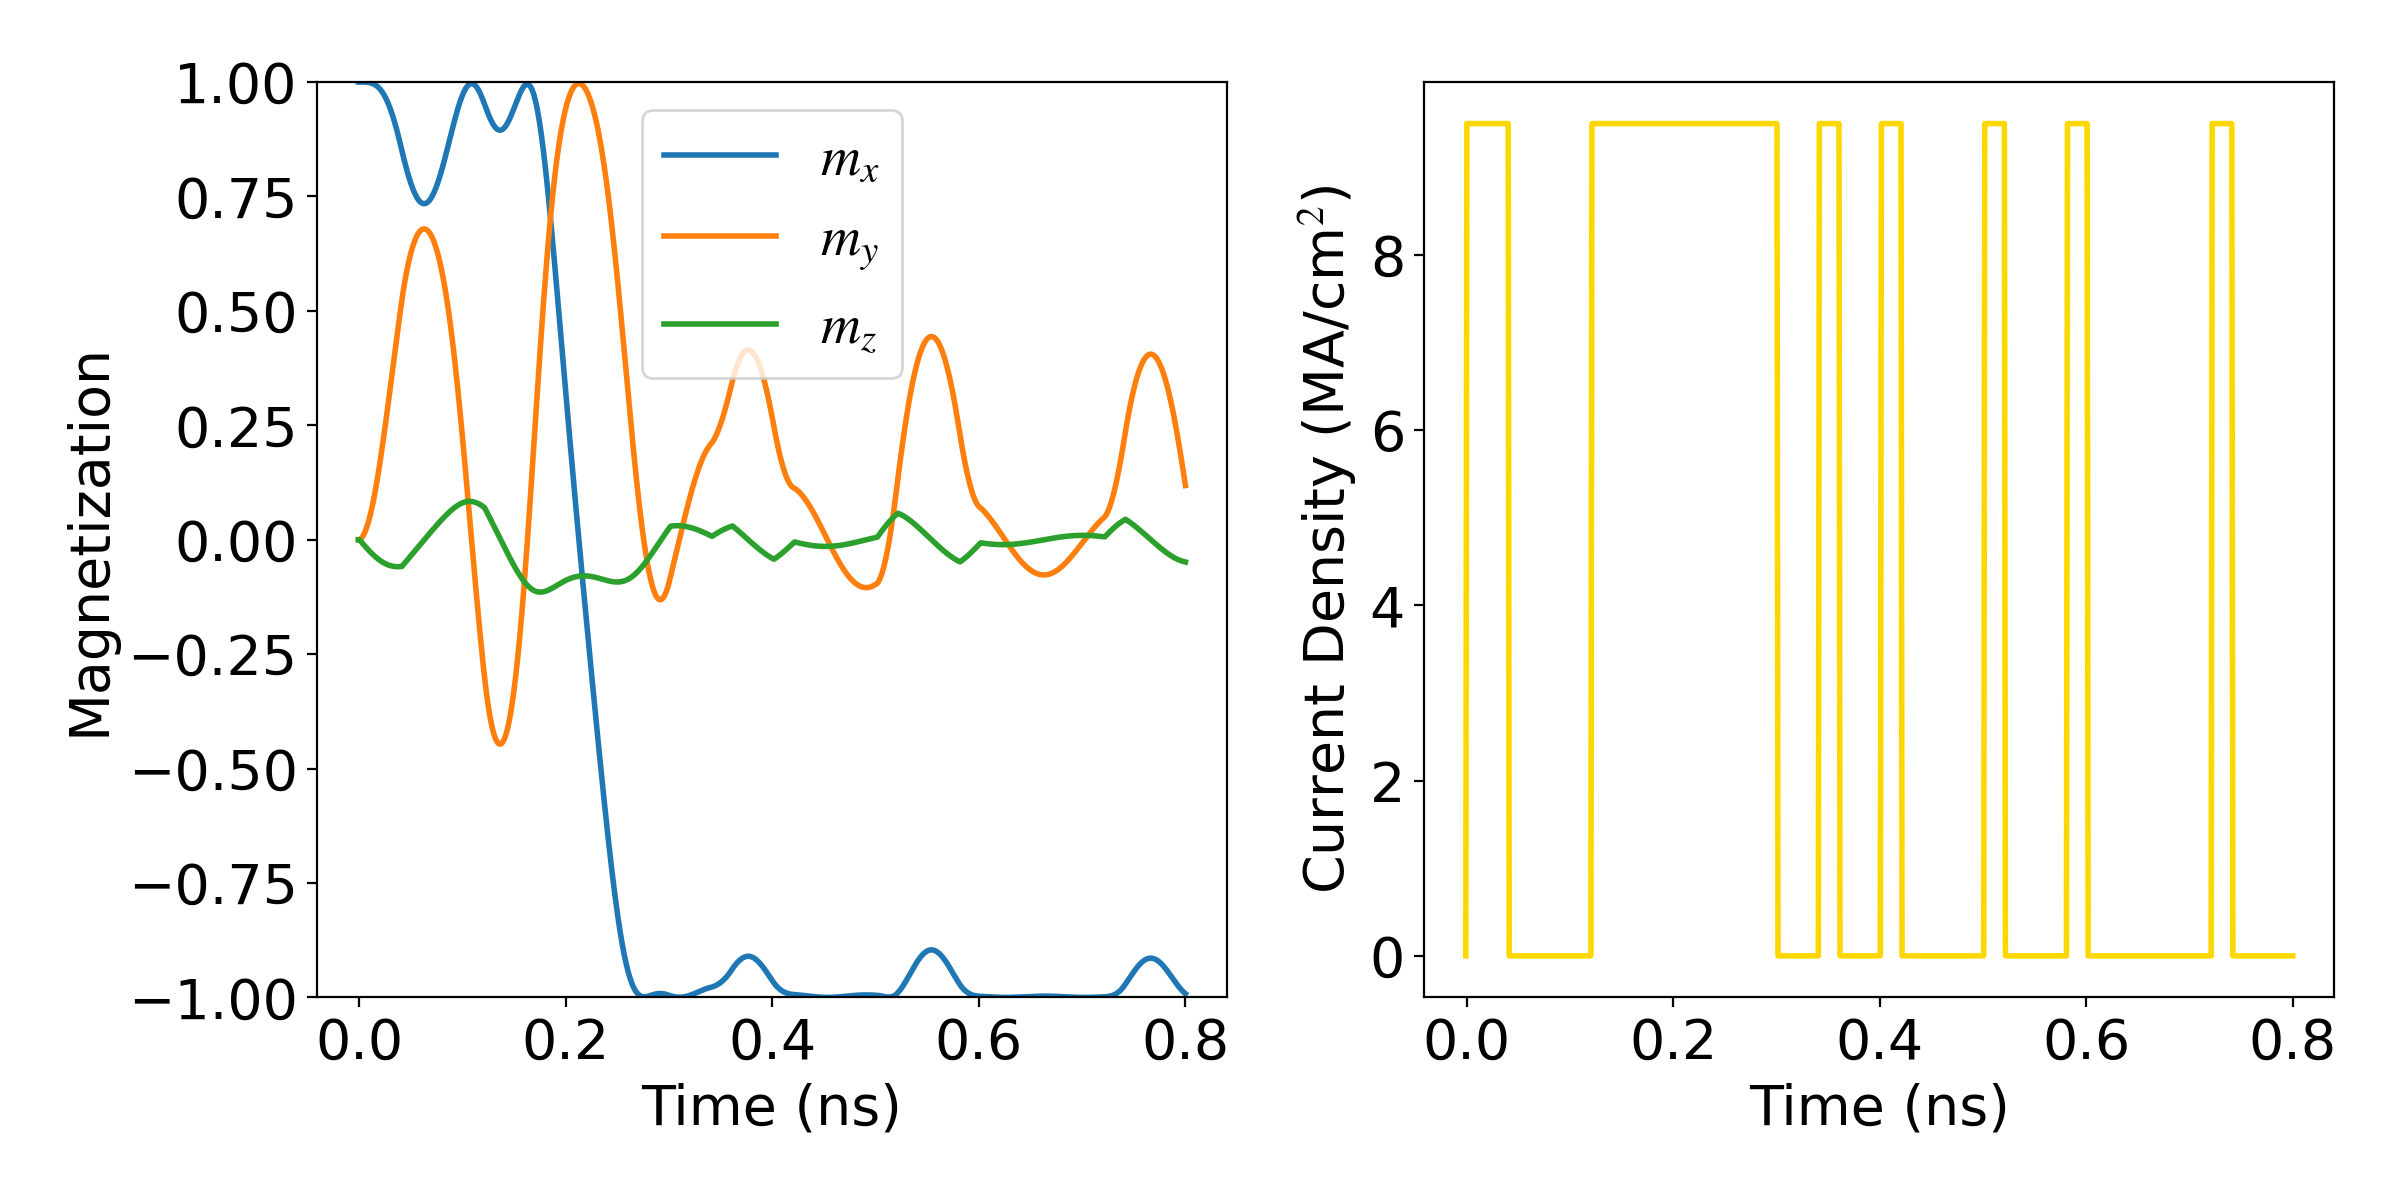 Magnetization
1.00
0.75
0.50
0.25
0.00
−0.25
−0.50
−0.75
−1.00
0.0 0.2 0.4 0.6 0.8
Time (ns)
m_x
m_y
m_z
Current Density (MA/cm²)
8
6
4
2
0
0.0 0.2 0.4 0.6 0.8
Time (ns)